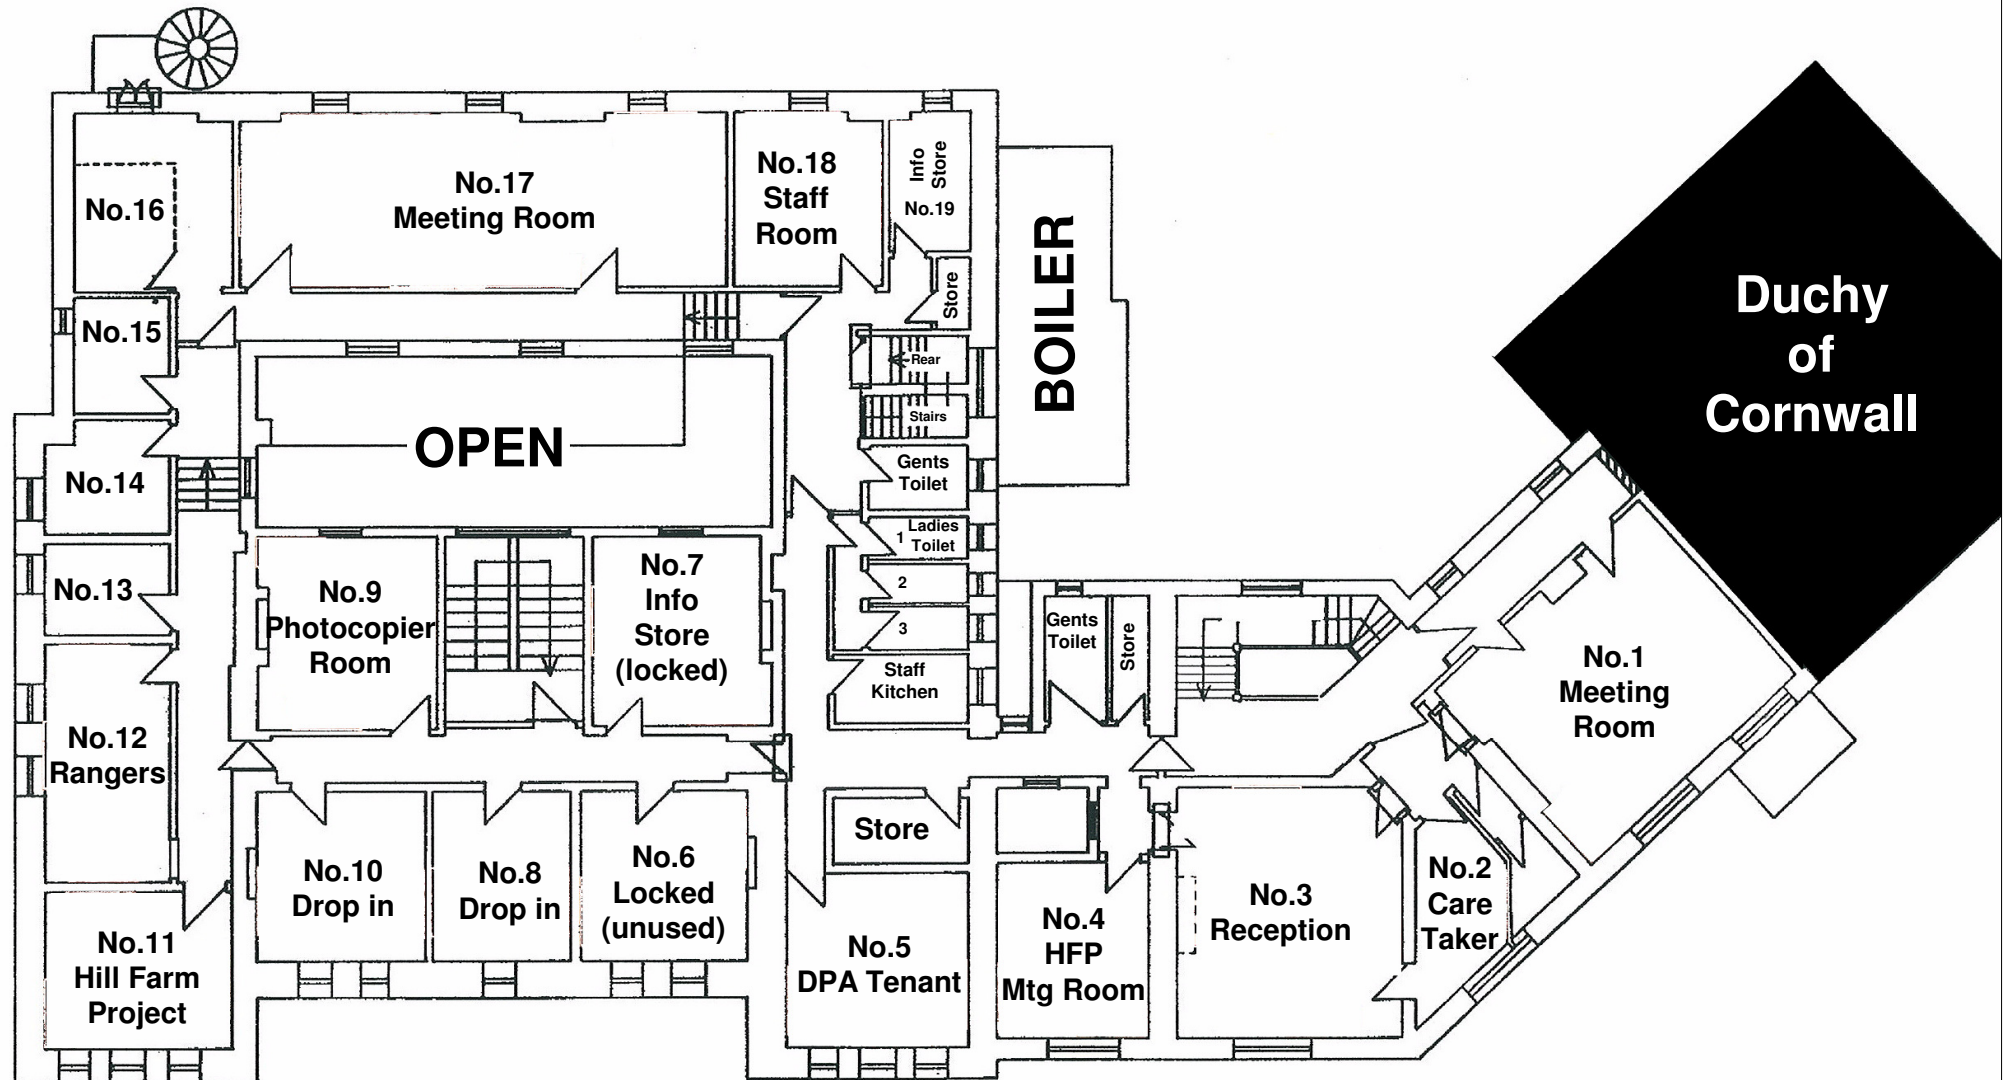 No.16
No.17
Meeting Room
No.18
Staff
Room
Info
Store
No.19
Store
No.15
Rear
Stairs
BOILER
Duchy
of
Cornwall
OPEN
No.14
Gents
Toilet
1 Ladies
Toilet
2
3
Staff
Kitchen
No.13
No.9
Photocopier
Room
No.7
Info
Store
(locked)
Gents
Toilet
Store
No.1
Meeting
Room
No.12
Rangers
No.10
Drop in
No.8
Drop in
No.6
Locked
(unused)
Store
No.11
Hill Farm
Project
No.5
DPA Tenant
No.4
HFP
Mtg Room
No.3
Reception
No.2
Care
Taker